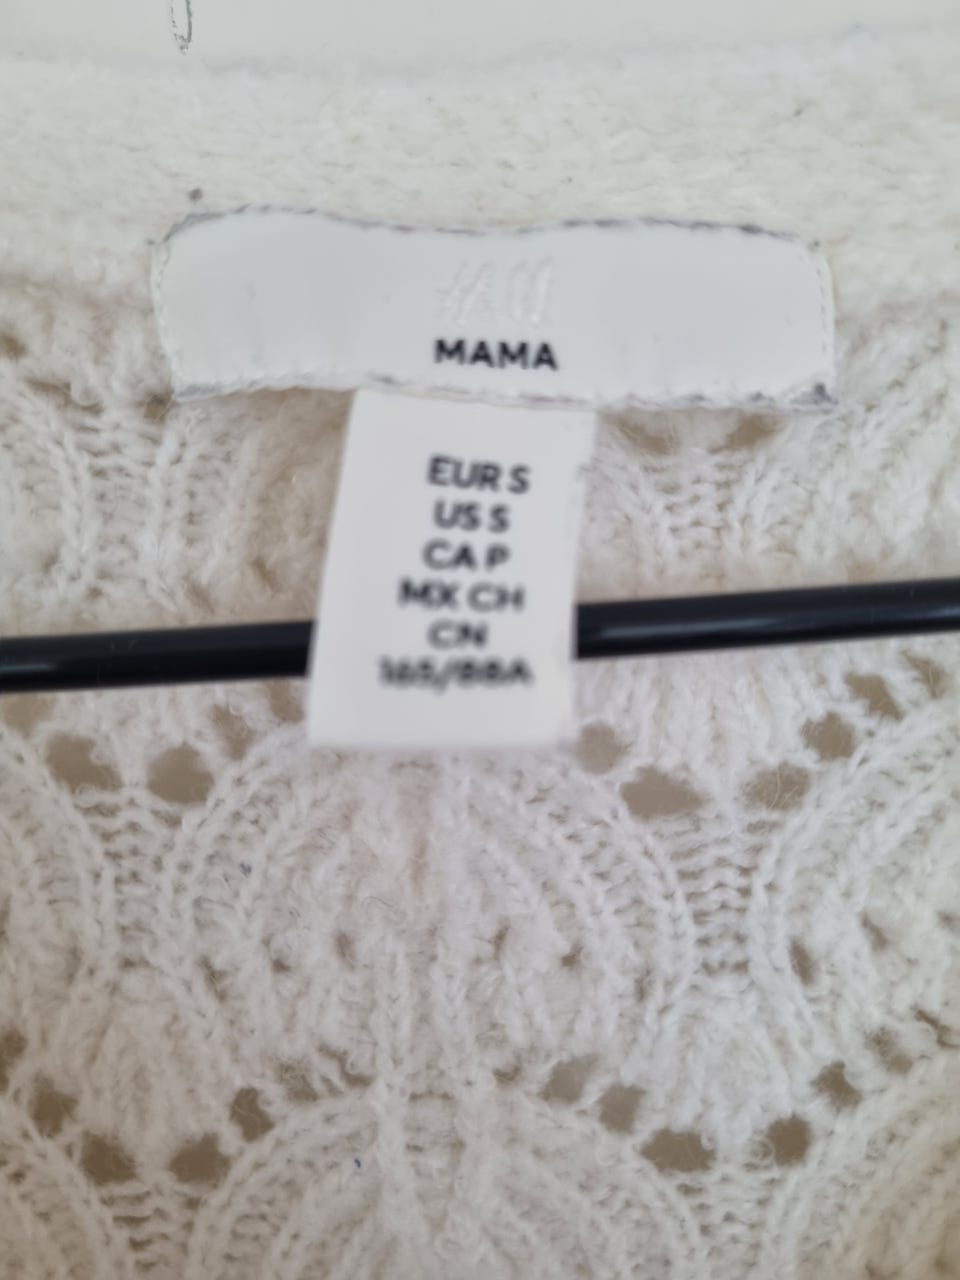 H&M
MAMA
EUR S
US S
CA P
MX CH
CN
165/88A